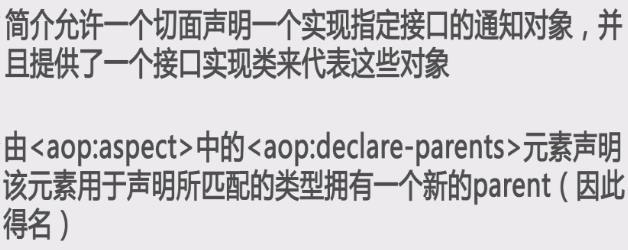 简介允许一个切面声明一个实现指定接口的通知对象，并
且提供了一个接口实现类来代表这些对象
由<aop:aspect>中的<aop:declare-parents>元素声明
该元素用于声明所匹配的类型拥有一个新的parent（因此
得名）